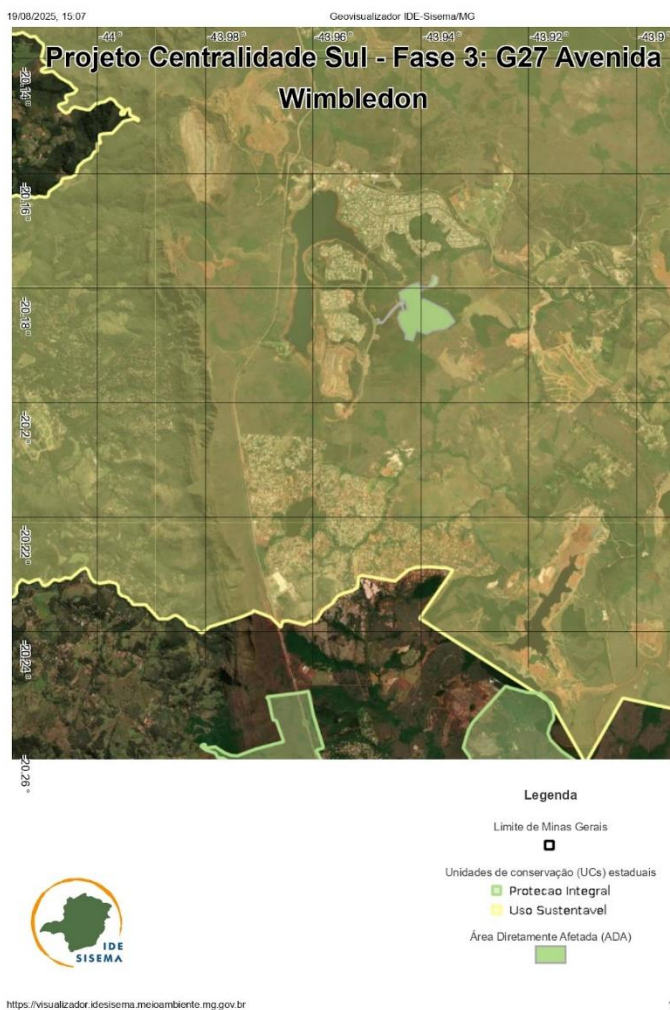 19/08/2025, 15:07
Geovisualizador IDE-Sisema/MG
-44°
-43.98°
-43.96°
-43.94°
-43.92°
-43.9°
Projeto Centralidade Sul - Fase 3: G27 Avenida
Wimbledon
-20.14°
-20.16°
-20.18°
-20.2°
-20.22°
-20.24°
-20.26°
Legenda
Limite de Minas Gerais
Unidades de conservação (UCs) estaduais
Protecao Integral
Uso Sustentavel
Área Diretamente Afetada (ADA)
IDE
SISEMA
https://visualizador.idesisema.meioambiente.mg.gov.br